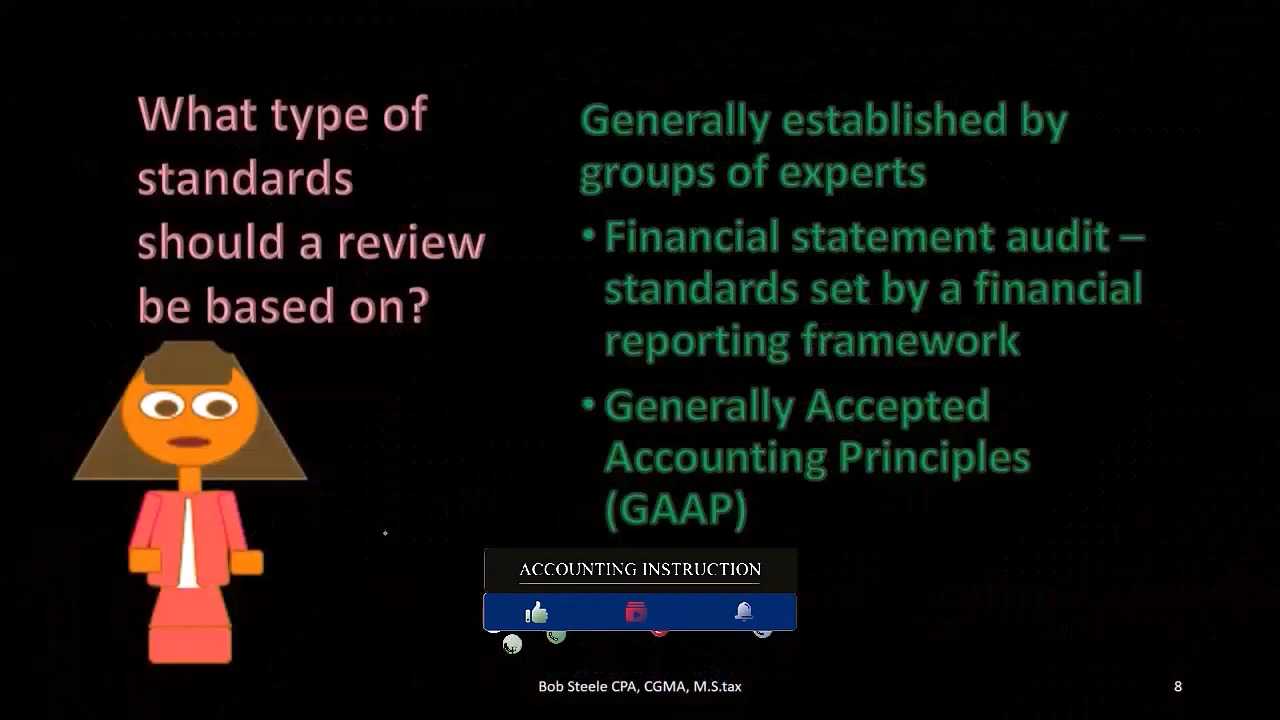 What type of
standards
should a review
be based on?
Generally established by
groups of experts
• Financial statement audit –
standards set by a financial
reporting framework
• Generally Accepted
Accounting Principles
(GAAP)
ACCOUNTING INSTRUCTION
Bob Steele CPA, CGMA, M.S.tax
8